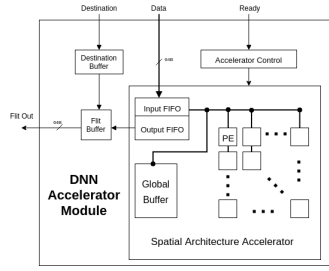 Destination
Data
Ready
Destination
Buffer
Accelerator Control
Input FIFO
Output FIFO
Flit Out
Flit
Buffer
PE
Global
Buffer
DNN
Accelerator
Module
Spatial Architecture Accelerator